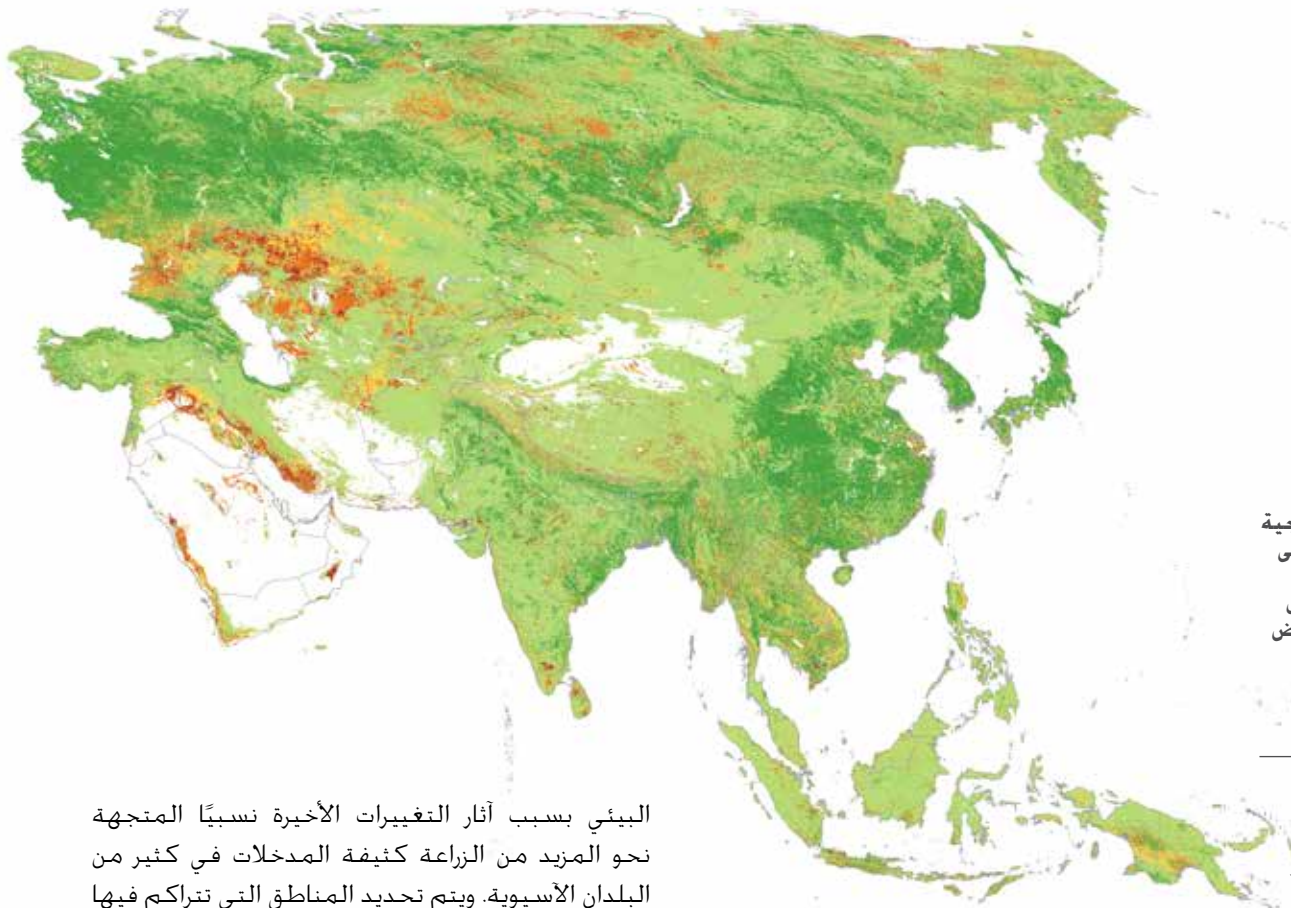 البيئي بسبب آثار التغييرات الأخيرة نسبيًا المتجهة
نحو المزيد من الزراعة كثيفة المدخلات في كثير من
البلدان الآسيوية. ويتم تحديد المناطق التي تتراكم فيها